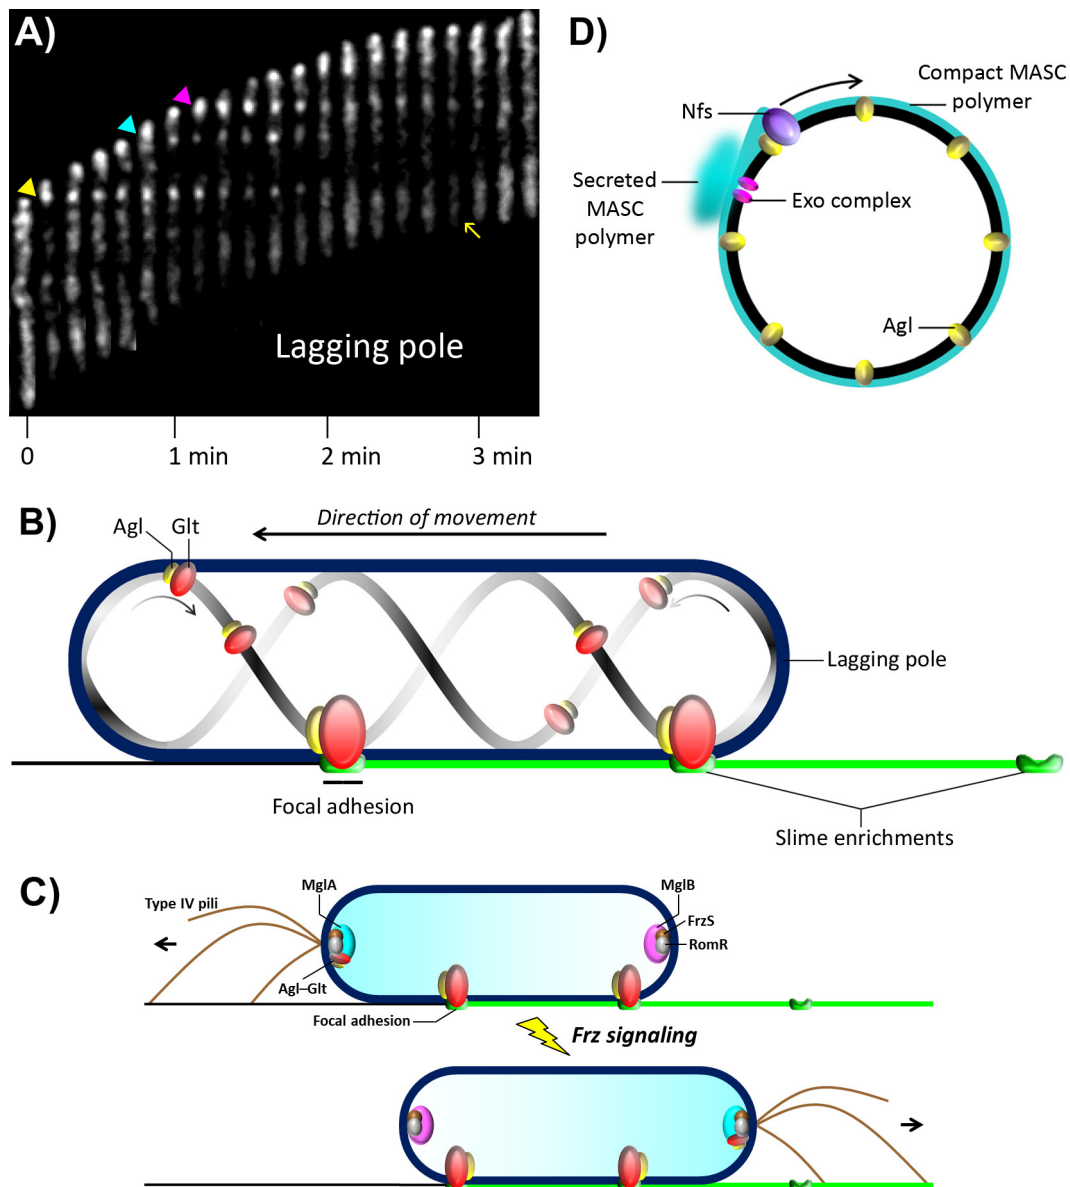 A)
Lagging pole
0
1 min
2 min
3 min
D)
Nfs
Compact MASC
polymer
Secreted
MASC
polymer
Exo complex
Agl
B)
Direction of movement
Agl
Glt
Lagging pole
Focal adhesion
Slime enrichments
C)
Type IV pili
MglA
MglB
FrzS
RomR
Agl–Glt
Focal adhesion
Frz signaling